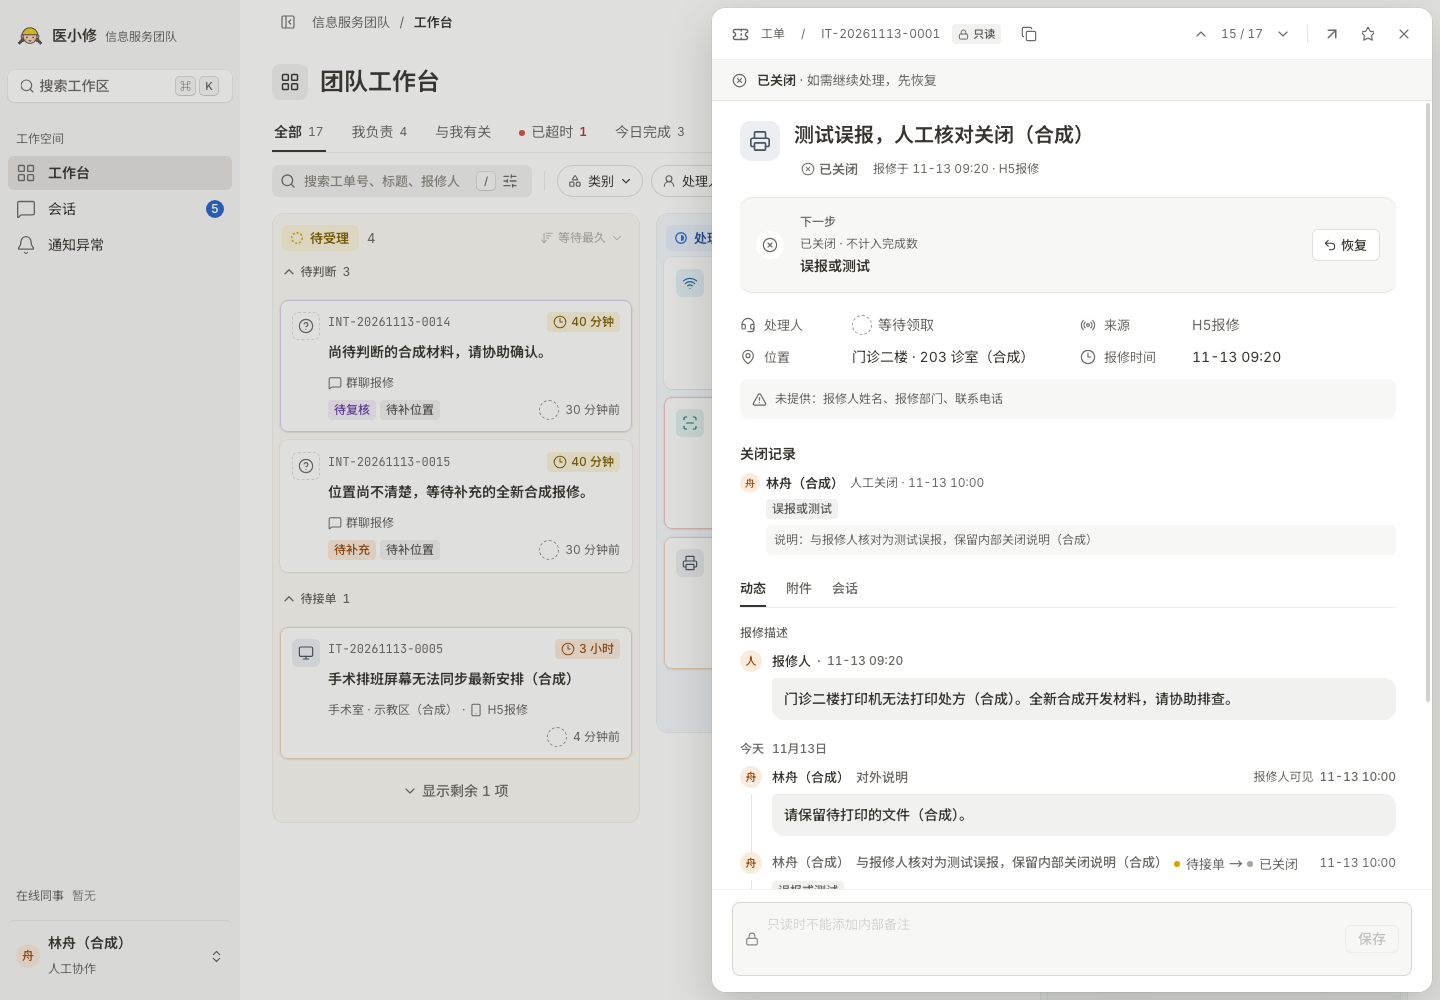 医小修 信息服务团队
搜索工作区 ⌘ K
工作空间
工作台
会话 5
通知异常
在线同事 暂无
舟 林舟（合成）
人工协作
信息服务团队 / 工作台
团队工作台
全部 17 我负责 4 与我有关 已超时 1 今日完成 3
搜索工单号、标题、报修人 / 类别
待受理 4 等待最久
待判断 3
INT-20261113-0014 40 分钟
尚待判断的合成材料，请协助确认。
群聊报修
待复核 待补位置 30 分钟前
INT-20261113-0015 40 分钟
位置尚不清楚，等待补充的全新合成报修。
群聊报修
待补充 待补位置 30 分钟前
待接单 1
IT-20261113-0005 3 小时
手术排班屏幕无法同步最新安排（合成）
手术室 · 示教区（合成） · H5报修
4 分钟前
显示剩余 1 项
工单 / IT-20261113-0001 只读 15 / 17
已关闭 · 如需继续处理，先恢复
测试误报，人工核对关闭（合成）
已关闭 报修于 11-13 09:20 · H5报修
下一步
已关闭 · 不计入完成数
误报或测试
恢复
处理人 等待领取 来源 H5报修
位置 门诊二楼 · 203 诊室（合成） 报修时间 11-13 09:20
未提供：报修人姓名、报修部门、联系电话
关闭记录
舟 林舟（合成） 人工关闭 · 11-13 10:00
误报或测试
说明：与报修人核对为测试误报，保留内部关闭说明（合成）
动态 附件 会话
报修描述
人 报修人 · 11-13 09:20
门诊二楼打印机无法打印处方（合成）。全新合成开发材料，请协助排查。
今天 11月13日
舟 林舟（合成） 对外说明 报修人可见 11-13 10:00
请保留待打印的文件（合成）。
舟 林舟（合成） 与报修人核对为测试误报，保留内部关闭说明（合成） 待接单 → 已关闭 11-13 10:00
误报或测试
只读时不能添加内部备注
保存